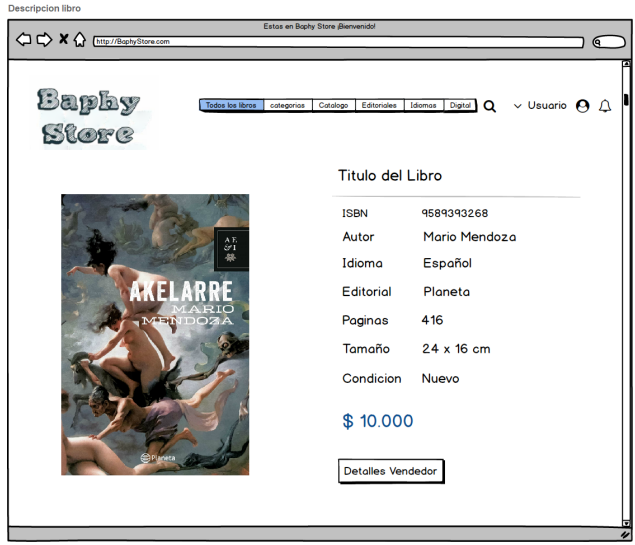 Descripcion libro
Estas en Baphy Store ¡Bienvenido!
http://BaphyStore.com
Baphy
Store
Todos los libros categorias Catalogo Editoriales Idiomas Digital
Usuario
Titulo del Libro
ISBN 9589393268
Autor Mario Mendoza
Idioma Español
Editorial Planeta
Paginas 416
Tamaño 24 x 16 cm
Condicion Nuevo
$ 10.000
Detalles Vendedor
AE
&I
AKELARRE
MARIO
MENDOZA
Planeta